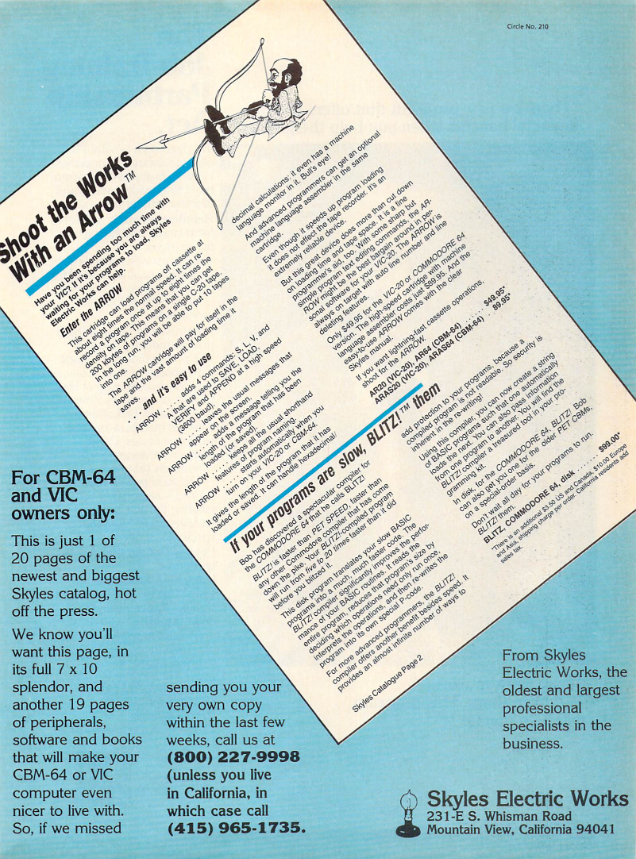 Circle No. 210
Shoot the Works
With an Arrow™
Have you been spending too much time with
your VIC? If it's because you are always
waiting for your programs to load, Skyles
Electric Works can help.
Enter the ARROW
This cartridge can load programs off cassette at
about eight times the normal speed. It can re-
record a program once at up to eight times the
density on tape. This means that you can get
200 kbytes of programs on a single C-20 tape.
In the long run, you will be able to put 10 tapes
into one.
The ARROW cartridge will pay for itself in the
tape and the vast amount of loading time it
saves.
. . . and it's easy to use
ARROW . . . adds 4 commands: S, L, V, and
A that are used to SAVE, LOAD,
VERIFY and APPEND at a high speed
(3600 baud).
ARROW . . . leaves the usual messages that
appear on the screen.
ARROW . . . adds a message telling you the
length of the program that has been
loaded (or saved).
ARROW . . . keeps all the usual shorthand
features of program naming.
ARROW . . . starts automatically when you
turn on your VIC-20 or CBM-64.
It gives the length of the program that it has
loaded or saved. It can handle hexadecimal
decimal calculations; it even has a machine
language monitor in it. Bull's eye!
And advanced programmers can get an optional
machine language assembler in the same
cartridge.
Even though it speeds up program loading
it does not affect the tape recorder. It's an
extremely reliable device.
But this great device does more than cut down
on loading time and tape space. It is a fine
programmer's aid, too. With some sharp but
simple program line editing commands, the AR-
ROW might be the best bargain around in per-
sonal software for your VIC-20. The ARROW is
always on target with auto line number and line
deleting features.
Only $49.95 for the VIC-20 or COMMODORE 64
version. The high-speed cartridge with machine
language assembler costs just $89.95. And the
easy-to-use ARROW comes with the clear
Skyles manual.
If you want lightning-fast cassette operations,
shoot for the ARROW.
AR20 (VIC-20), AR64 (CBM-64) . . . . $49.95*
ARAS20 (VIC-20), ARAS64 (CBM-64) . . . . 89.95*
If your programs are slow, BLITZ!™ them
Bob has discovered a spectacular compiler for
the COMMODORE 64 that he calls BLITZ!
BLITZ! is faster than PET SPEED, faster than
any other Commodore compiler that has come
down the pike. Your BLITZ!-compiled program
will run from five to 20 times faster than it did
before you blitzed it.
This disk program translates your slow BASIC
programs into a much, much faster code. The
BLITZ! compiler significantly improves the perfor-
mance of your BASIC routines. It reads the
entire program, reduces that program's size by
deciding which operations need only run once,
interprets the operations, and then re-writes the
program into its own special P-code.
For more advanced programmers, the BLITZ!
compiler offers another benefit besides speed. It
provides an almost infinite number of ways to
add protection to your programs, because a
compiled program is not readable. So security is
inherent in the re-writing!
Using this compiler, you can now create a string
of BASIC programs such that one automatically
loads the next. You can also pass information
from one program to another. You will find the
BLITZ! compiler a treasured tool in your pro-
gramming kit.
On disk, for the COMMODORE 64, BLITZ! Bob
can also get you one for the older PET CBMs,
on a special-order basis.
Don't wait all day for your programs to run.
BLITZ! them.
BLITZ, COMMODORE 64, disk . . . . . $99.00*
*There is an additional $3.50 US and Canada, $10.00 Europe
and Asia, shipping charge per order. California residents add
sales tax.
Skyles Catalogue Page 2
For CBM-64
and VIC
owners only:
This is just 1 of
20 pages of the
newest and biggest
Skyles catalog, hot
off the press.
We know you'll
want this page, in
its full 7 x 10
splendor, and
another 19 pages
of peripherals,
software and books
that will make your
CBM-64 or VIC
computer even
nicer to live with.
So, if we missed
sending you your
very own copy
within the last few
weeks, call us at
(800) 227-9998
(unless you live
in California, in
which case call
(415) 965-1735.
From Skyles
Electric Works, the
oldest and largest
professional
specialists in the
business.
Skyles Electric Works
231-E S. Whisman Road
Mountain View, California 94041